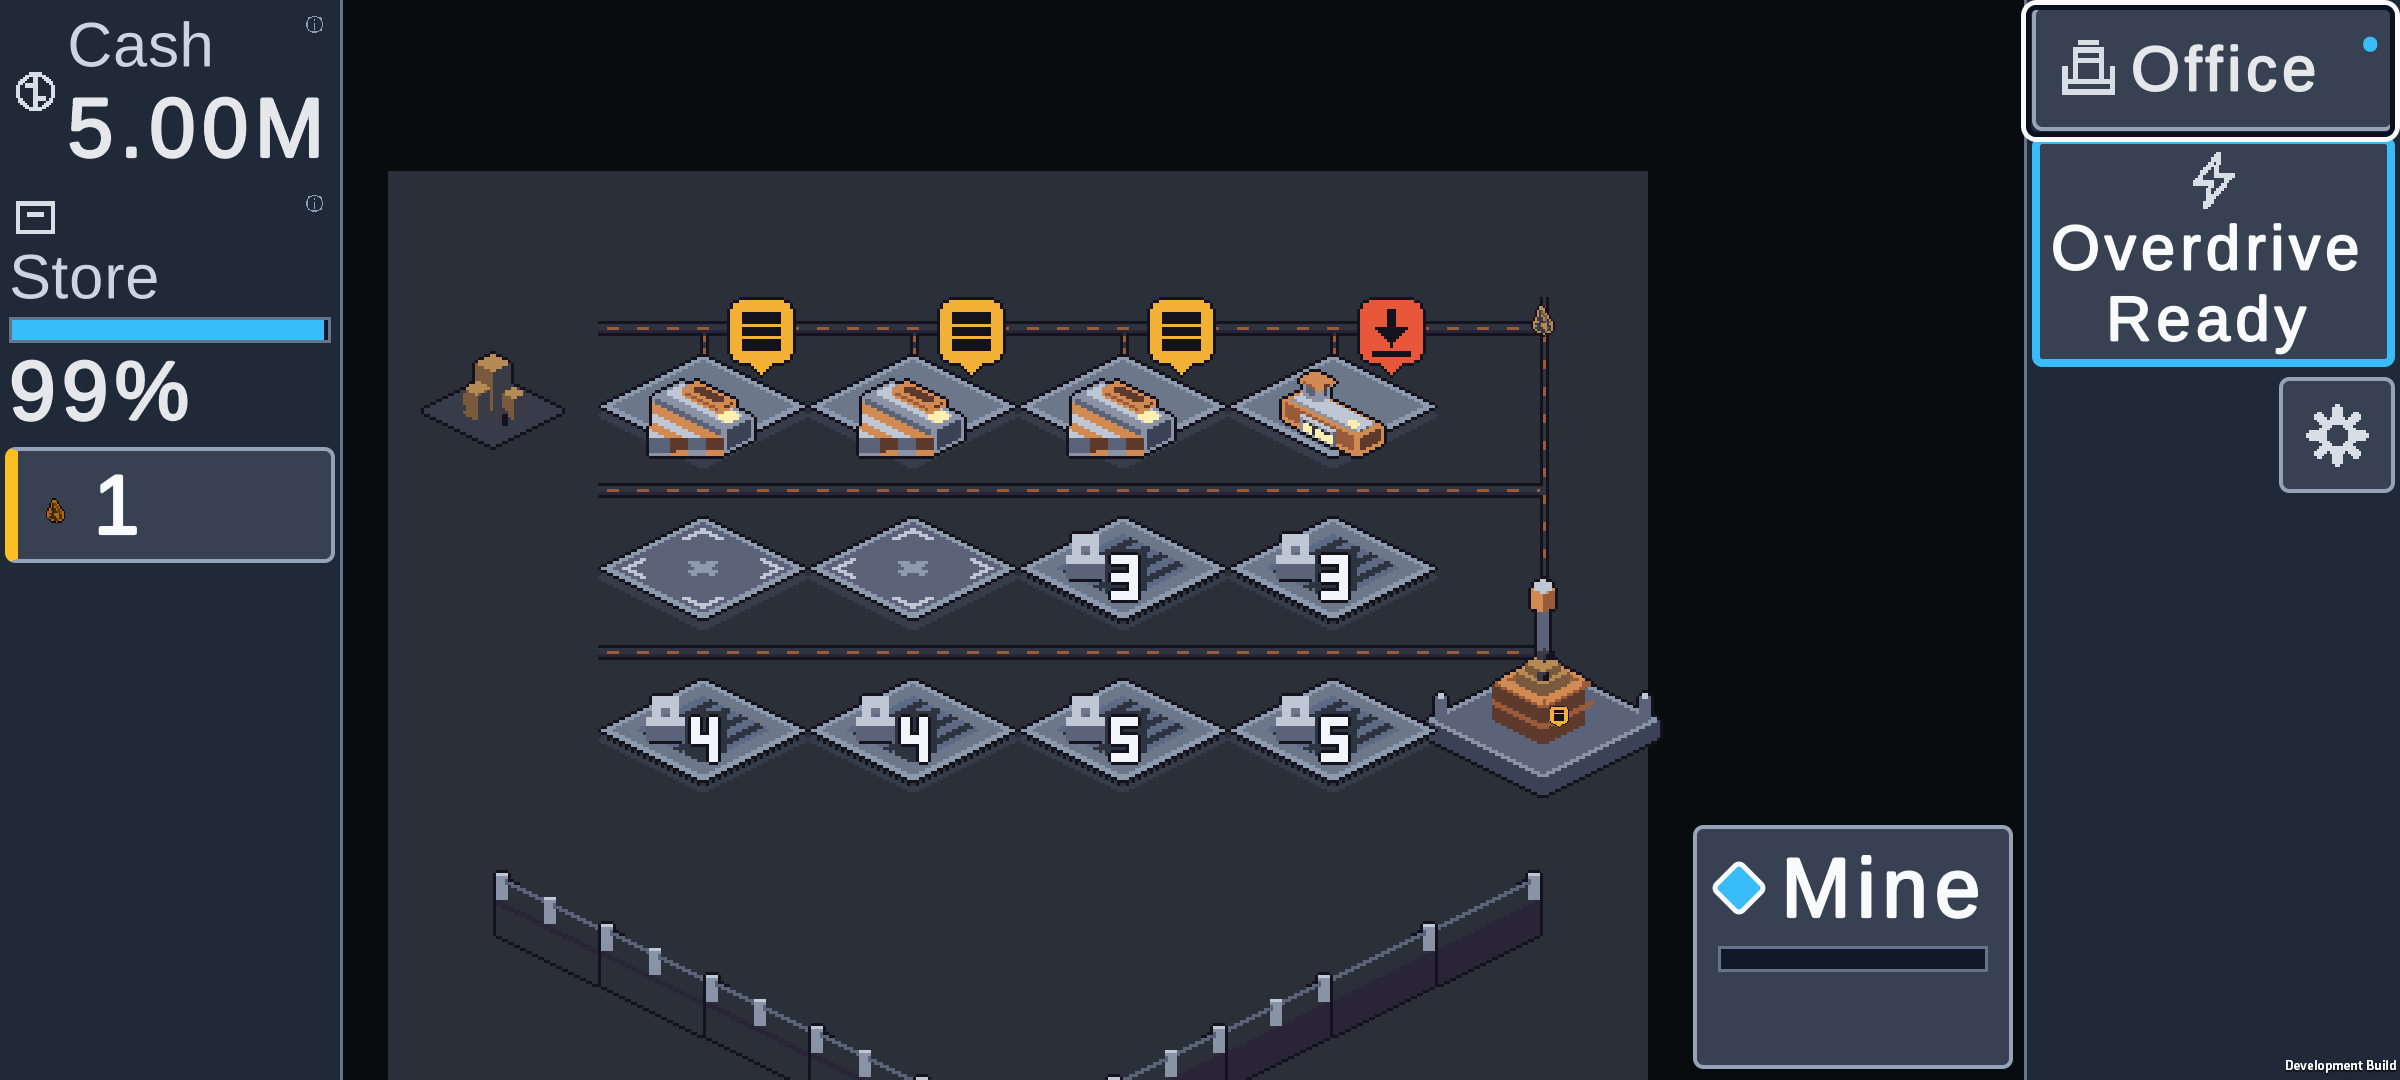 Cash
5.00M
Store
99%
1
Office
Overdrive
Ready
3
3
4
4
5
5
Mine
Development Build